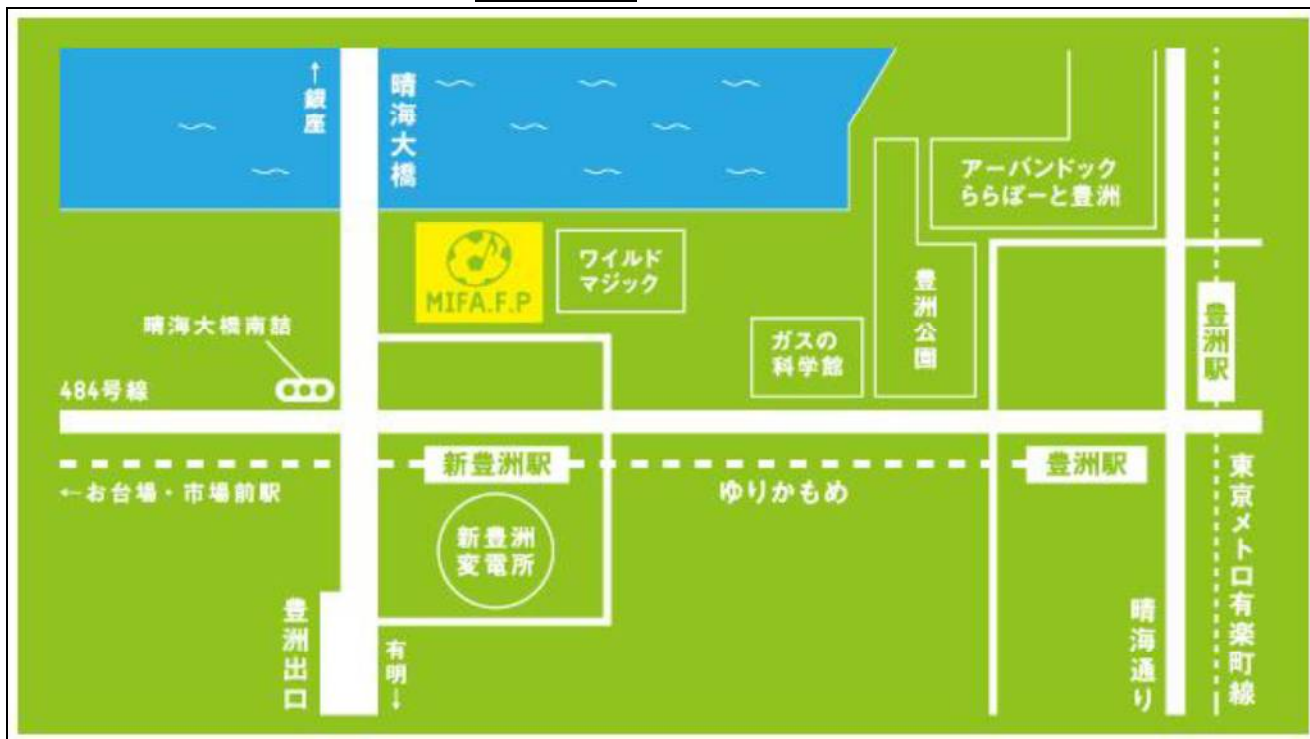 ↑銀座
晴海大橋
アーバンドック
ららぽーと豊洲
MIFA.F.P
ワイルド
マジック
豊洲公園
豊洲駅
晴海大橋南詰
ガスの
科学館
484号線
新豊洲駅
豊洲駅
←お台場・市場前駅
ゆりかもめ
東京メトロ有楽町線
新豊洲
変電所
豊洲出口
有明↓
晴海通り